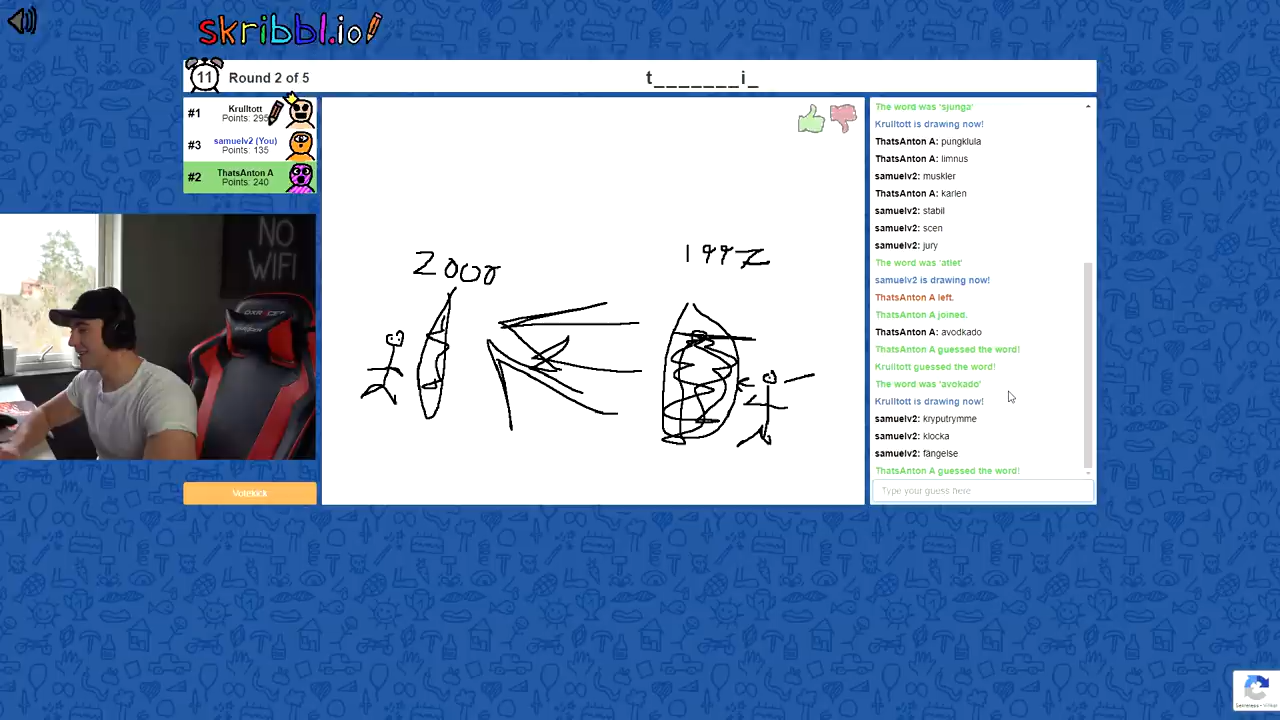 skribbl.io
11
Round 2 of 5
t_______i_
#1
Krulltott
Points: 295
#3
samuelv2 (You)
Points: 135
#2
ThatsAnton A
Points: 240
NO
WIFI
Votekick
2000
1992
The word was 'sjunga'
Krulltott is drawing now!
ThatsAnton A: pungklula
ThatsAnton A: limnus
samuelv2: muskler
ThatsAnton A: karlen
samuelv2: stabil
samuelv2: scen
samuelv2: jury
The word was 'atlet'
samuelv2 is drawing now!
ThatsAnton A left.
ThatsAnton A joined.
ThatsAnton A: avodkado
ThatsAnton A guessed the word!
Krulltott guessed the word!
The word was 'avokado'
Krulltott is drawing now!
samuelv2: kryputrymme
samuelv2: klocka
samuelv2: fängelse
ThatsAnton A guessed the word!
Type your guess here